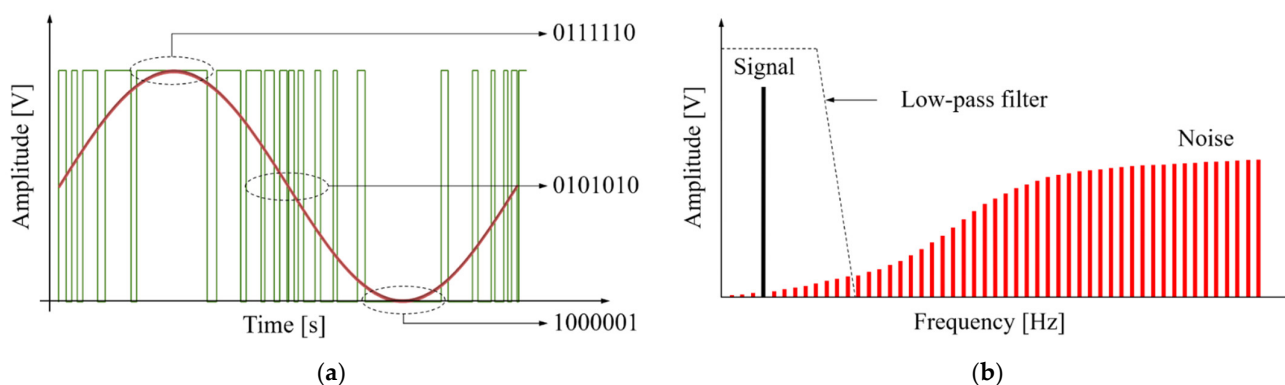 Amplitude [V]
0111110
0101010
1000001
Time [s]
(a)
Amplitude [V]
Signal
Low-pass filter
Noise
Frequency [Hz]
(b)